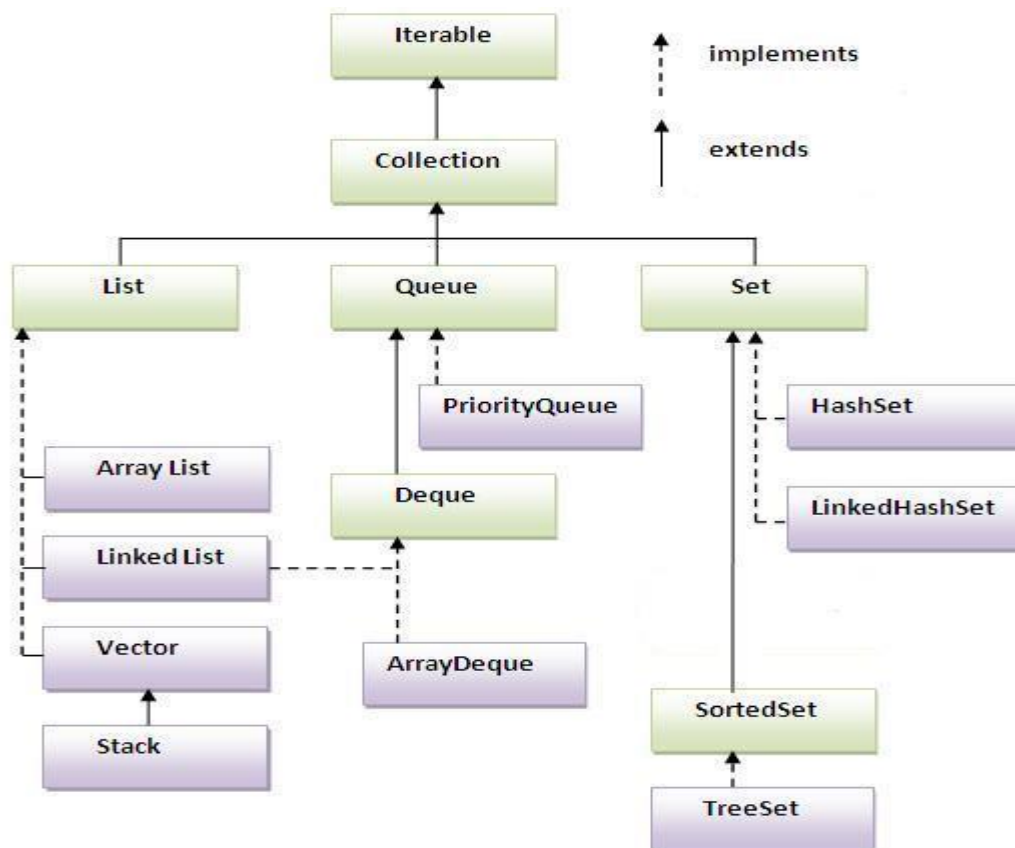 Iterable
implements
Collection
extends
List
Queue
Set
PriorityQueue
HashSet
Array List
Deque
LinkedHashSet
Linked List
Vector
ArrayDeque
SortedSet
Stack
TreeSet